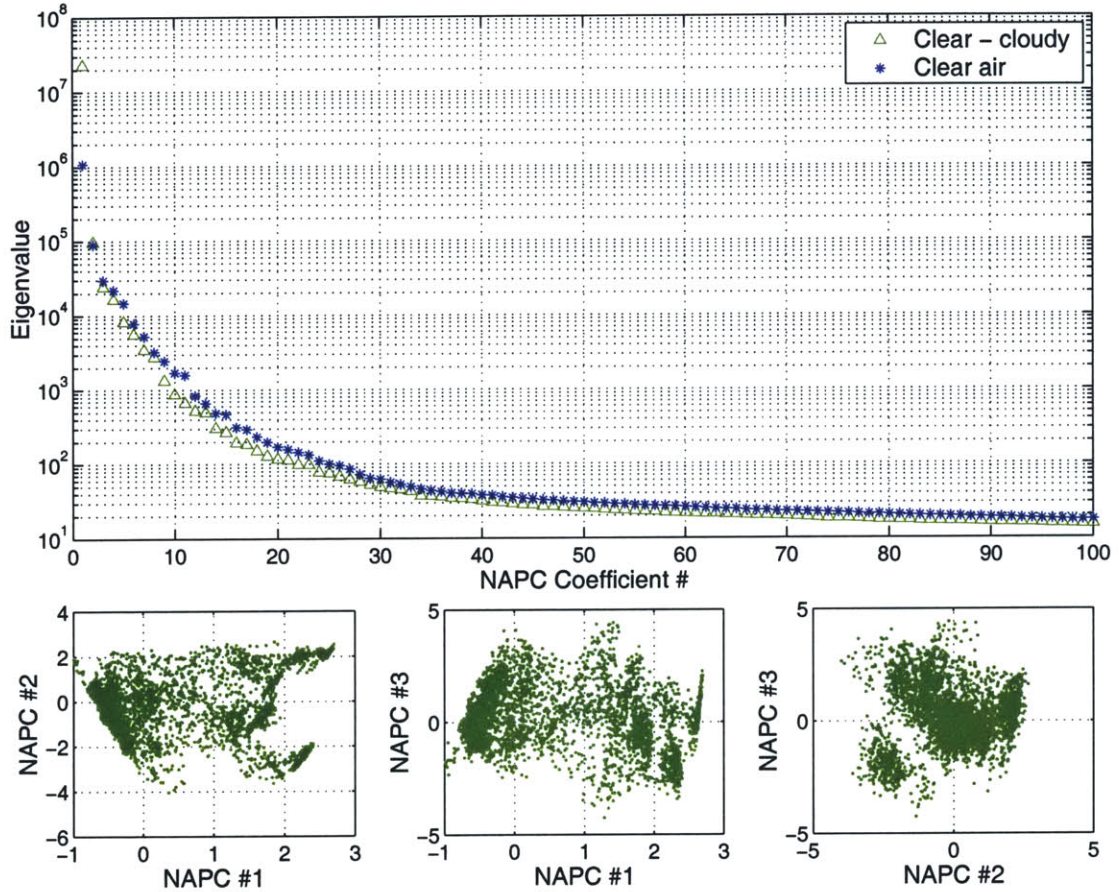 10^8
10^7
10^6
10^5
10^4
10^3
10^2
10^1
Eigenvalue
Clear – cloudy
Clear air
0 10 20 30 40 50 60 70 80 90 100
NAPC Coefficient #
4
2
0
−2
−4
−6
NAPC #2
−1 0 1 2 3
NAPC #1
5
0
−5
NAPC #3
−1 0 1 2 3
NAPC #1
5
0
−5
NAPC #3
−5 0 5
NAPC #2